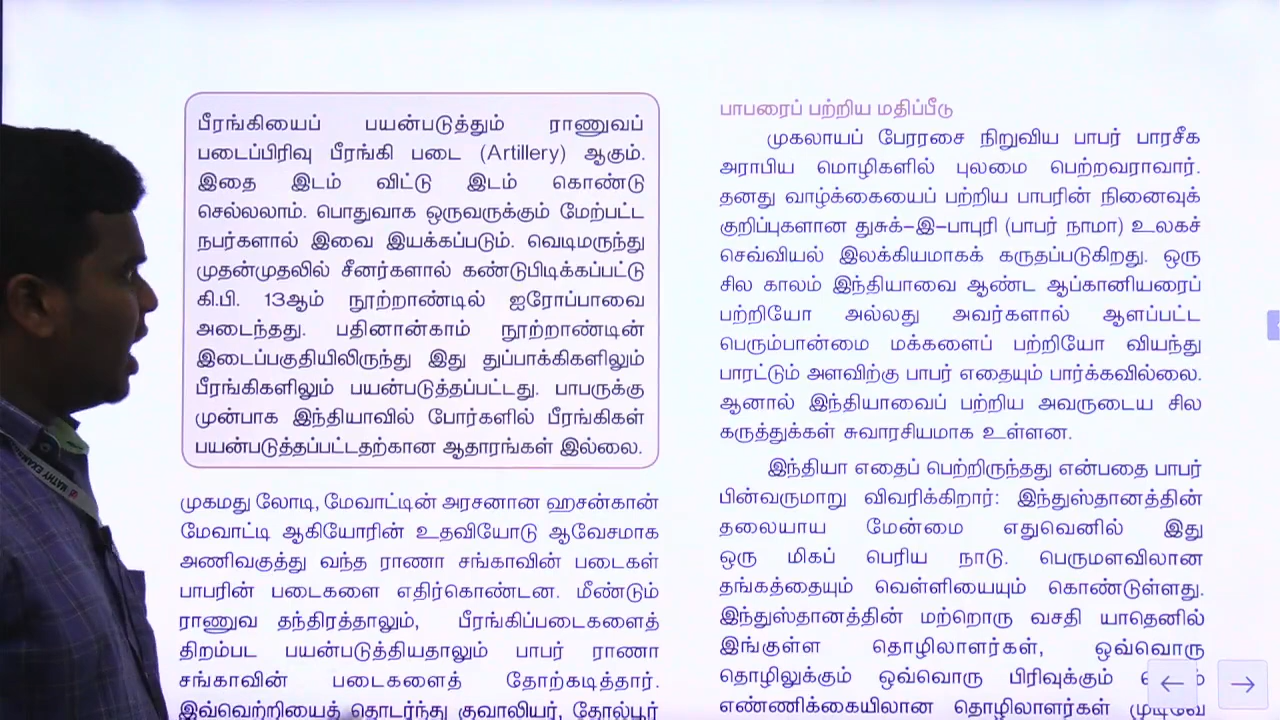 பீரங்கியைப் பயன்படுத்தும் ராணுவப்
படைப்பிரிவு பீரங்கி படை (Artillery) ஆகும்.
இதை இடம் விட்டு இடம் கொண்டு
செல்லலாம். பொதுவாக ஒருவருக்கும் மேற்பட்ட
நபர்களால் இவை இயக்கப்படும். வெடிமருந்து
முதன்முதலில் சீனர்களால் கண்டுபிடிக்கப்பட்டு
கி.பி. 13ஆம் நூற்றாண்டில் ஐரோப்பாவை
அடைந்தது. பதினான்காம் நூற்றாண்டின்
இடைப்பகுதியிலிருந்து இது துப்பாக்கிகளிலும்
பீரங்கிகளிலும் பயன்படுத்தப்பட்டது. பாபருக்கு
முன்பாக இந்தியாவில் போர்களில் பீரங்கிகள்
பயன்படுத்தப்பட்டதற்கான ஆதாரங்கள் இல்லை.
முகமது லோடி, மேவாட்டின் அரசனான ஹசன்கான்
மேவாட்டி ஆகியோரின் உதவியோடு ஆவேசமாக
அணிவகுத்து வந்த ராணா சங்காவின் படைகள்
பாபரின் படைகளை எதிர்கொண்டன. மீண்டும்
ராணுவ தந்திரத்தாலும், பீரங்கிப்படைகளைத்
திறம்பட பயன்படுத்தியதாலும் பாபர் ராணா
சங்காவின் படைகளைத் தோற்கடித்தார்.
இவ்வெற்றியைத் தொடர்ந்து குவாலியர், தோல்பூர்
பாபரைப் பற்றிய மதிப்பீடு
முகலாயப் பேரரசை நிறுவிய பாபர் பாரசீக
அராபிய மொழிகளில் புலமை பெற்றவராவார்.
தனது வாழ்க்கையைப் பற்றிய பாபரின் நினைவுக்
குறிப்புகளான துசுக்–இ–பாபுரி (பாபர் நாமா) உலகச்
செவ்வியல் இலக்கியமாகக் கருதப்படுகிறது. ஒரு
சில காலம் இந்தியாவை ஆண்ட ஆப்கானியரைப்
பற்றியோ அல்லது அவர்களால் ஆளப்பட்ட
பெரும்பான்மை மக்களைப் பற்றியோ வியந்து
பாரட்டும் அளவிற்கு பாபர் எதையும் பார்க்கவில்லை.
ஆனால் இந்தியாவைப் பற்றிய அவருடைய சில
கருத்துக்கள் சுவாரசியமாக உள்ளன.
இந்தியா எதைப் பெற்றிருந்தது என்பதை பாபர்
பின்வருமாறு விவரிக்கிறார்: இந்துஸ்தானத்தின்
தலையாய மேன்மை எதுவெனில் இது
ஒரு மிகப் பெரிய நாடு. பெருமளவிலான
தங்கத்தையும் வெள்ளியையும் கொண்டுள்ளது.
இந்துஸ்தானத்தின் மற்றொரு வசதி யாதெனில்
இங்குள்ள தொழிலாளர்கள், ஒவ்வொரு
தொழிலுக்கும் ஒவ்வொரு பிரிவுக்கும்
எண்ணிக்கையிலான தொழிலாளர்கள்